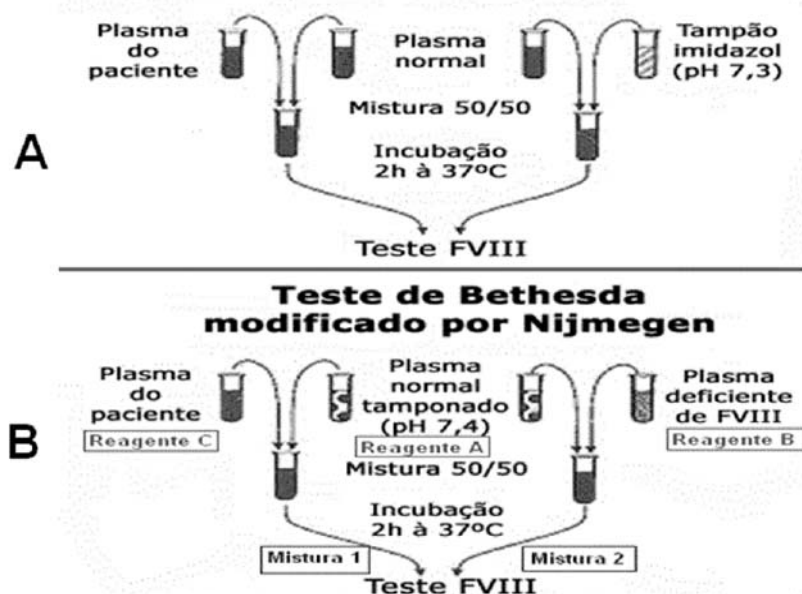 Plasma do paciente
Plasma normal
Tampão imidazol (pH 7,3)
Mistura 50/50
A
Incubação
2h à 37ºC
Teste FVIII
Teste de Bethesda
modificado por Nijmegen
Plasma do paciente
Plasma normal tamponado (pH 7,4)
Plasma deficiente de FVIII
Reagente C
Reagente A
Reagente B
B
Mistura 50/50
Incubação
2h à 37ºC
Mistura 1
Mistura 2
Teste FVIII